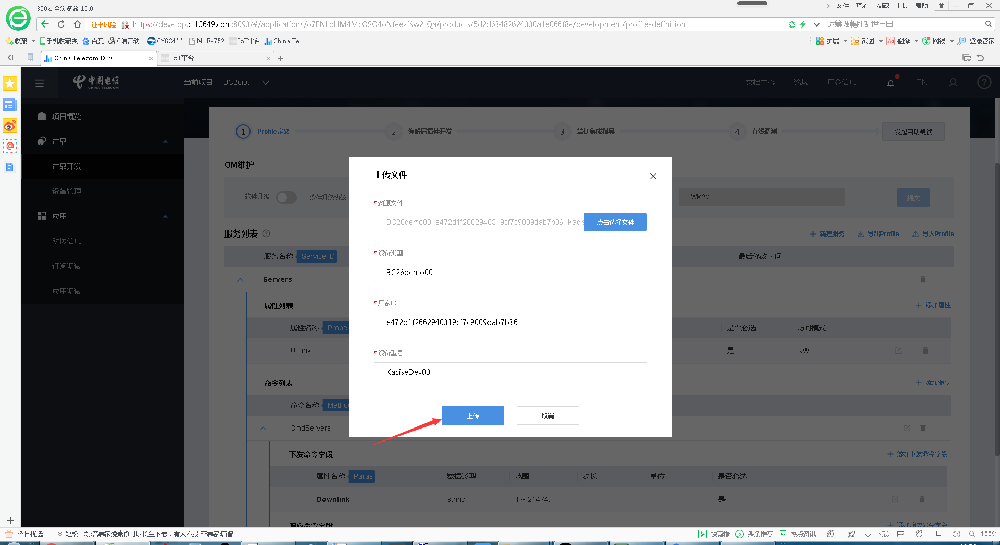 360安全浏览器 10.0
文件 查看 收藏 工具 帮助
证书风险 https://develop.ct10649.com:8093/#/applications/o7ENLbHM4McOSO4oNfeezfSw2_Qa/products/5d2d63482624330a1e066f8e/development/profile-definition
运筹帷幄胜乱世三国
收藏 手机收藏夹 百度 C语言动 CY8C414 NHR-762 IoT平台 China Te
扩展 截图 翻译 网银 登录管家
China Telecom DEV IoT平台
中国电信
CHINA TELECOM
当前项目: BC26iot
文档中心 论坛 厂商信息 EN
项目概览
产品
产品开发
设备管理
应用
对接信息
订阅调试
应用调试
1 Profile定义 2 编解码插件开发 3 端侧集成指导 4 在线调测 发起自助测试
OM维护
软件升级 软件升级协议 LWM2M 提交
服务列表 新建服务 导出Profile 导入Profile
服务名称 Service ID 最后修改时间
Servers --
属性列表 添加属性
属性名称 Proper 是否必选 访问模式
UPlink 是 RW
命令列表 添加命令
命令名称 Metho
CmdServers
下发命令字段 添加下发命令字段
属性名称 Paras 数据类型 范围 步长 单位 是否必选
Downlink string 1 ~ 21474... -- -- 是
响应命令字段 添加响应命令字段
上传文件
* 资源文件
BC26demo00_e472d1f2662940319cf7c9009dab7b36_Kacis 点击选择文件
* 设备类型
BC26demo00
* 厂家ID
e472d1f2662940319cf7c9009dab7b36
* 设备型号
KaciseDev00
上传 取消
今日优选 轻松一刻:营养家说素食可以长生不老，有人不服 营养家:唐僧!
快剪辑 头条推荐 热点资讯 下载 100%